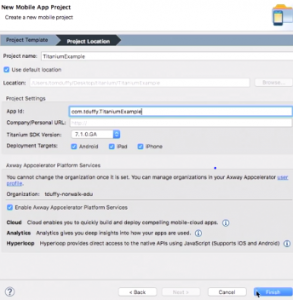 New Mobile App Project
Create a new mobile project
Project Template
Project Location
Project name: TitaniumExample
Use default location
Location:
Browse...
Project Settings
App Id: com.tduffy.TitaniumExample
Company/Personal URL:
Titanium SDK Version: 7.1.0.GA
Deployment Targets: Android iPad iPhone
Axway Appcelerator Platform Services
You cannot change the organization once it is set. You can manage organizations in your Axway Appcelerator user
profile.
Organization: tduffy-norwalk-edu
Enable Axway Appcelerator Platform Services
Cloud Cloud enables you to quickly build and deploy compelling mobile-cloud apps.
Analytics Analytics gives you deep insights into how your apps are used.
Hyperloop Hyperloop provides direct access to the native APIs using JavaScript (Supports iOS and Android)
< Back
Next >
Cancel
Finish